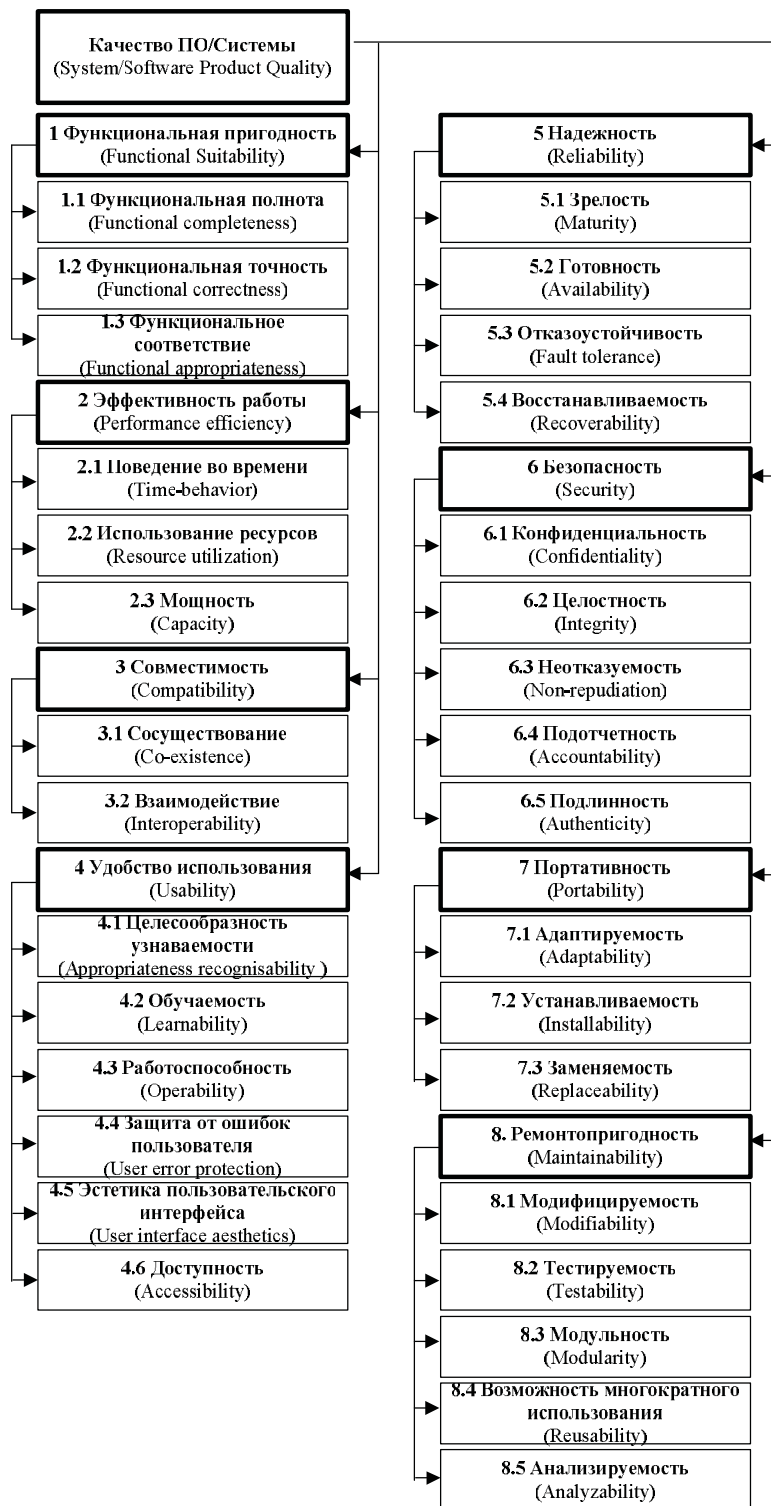 Качество ПО/Системы
(System/Software Product Quality)
1 Функциональная пригодность
(Functional Suitability)
1.1 Функциональная полнота
(Functional completeness)
1.2 Функциональная точность
(Functional correctness)
1.3 Функциональное
соответствие
(Functional appropriateness)
2 Эффективность работы
(Performance efficiency)
2.1 Поведение во времени
(Time-behavior)
2.2 Использование ресурсов
(Resource utilization)
2.3 Мощность
(Capacity)
3 Совместимость
(Compatibility)
3.1 Сосуществование
(Co-existence)
3.2 Взаимодействие
(Interoperability)
4 Удобство использования
(Usability)
4.1 Целесообразность
узнаваемости
(Appropriateness recognisability )
4.2 Обучаемость
(Learnability)
4.3 Работоспособность
(Operability)
4.4 Защита от ошибок
пользователя
(User error protection)
4.5 Эстетика пользовательского
интерфейса
(User interface aesthetics)
4.6 Доступность
(Accessibility)
5 Надежность
(Reliability)
5.1 Зрелость
(Maturity)
5.2 Готовность
(Availability)
5.3 Отказоустойчивость
(Fault tolerance)
5.4 Восстанавливаемость
(Recoverability)
6 Безопасность
(Security)
6.1 Конфиденциальность
(Confidentiality)
6.2 Целостность
(Integrity)
6.3 Неотказуемость
(Non-repudiation)
6.4 Подотчетность
(Accountability)
6.5 Подлинность
(Authenticity)
7 Портативность
(Portability)
7.1 Адаптируемость
(Adaptability)
7.2 Устанавливаемость
(Installability)
7.3 Заменяемость
(Replaceability)
8. Ремонтопригодность
(Maintainability)
8.1 Модифицируемость
(Modifiability)
8.2 Тестируемость
(Testability)
8.3 Модульность
(Modularity)
8.4 Возможность многократного
использования
(Reusability)
8.5 Анализируемость
(Analyzability)